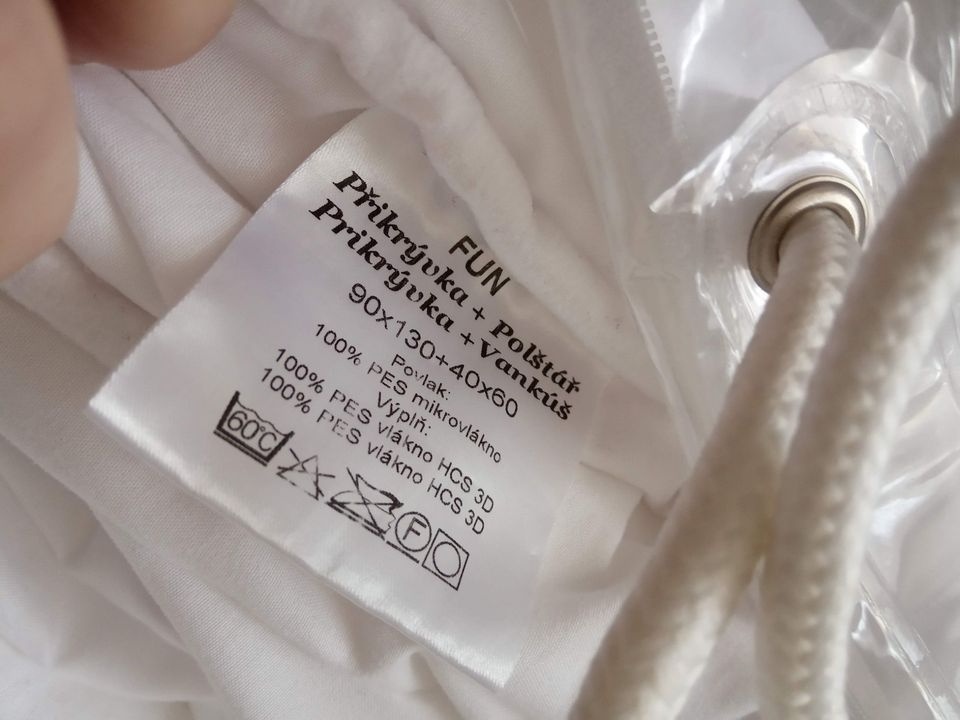 FUN
Přikrývka + Polštář
Prikrývka + Vankúš
90x130+40x60
Povlak:
100% PES mikrovlákno
Výplň:
100% PES vlákno HCS 3D
100% PES vlákno HCS 3D
60°C
F